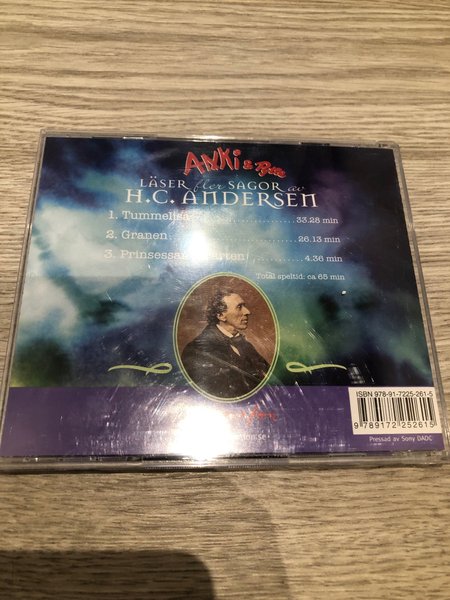 ANKi &
LÄSER fler SAGOR av
H.C. ANDERSEN
1. Tummelisa..........................33.28 min
2. Granen..............................26.13 min
3. Prinsessan ärten..................4.36 min
Total speltid: ca 65 min
ISBN 978-91-7225-261-5
9 789172 252615
Pressad av Sony DADC